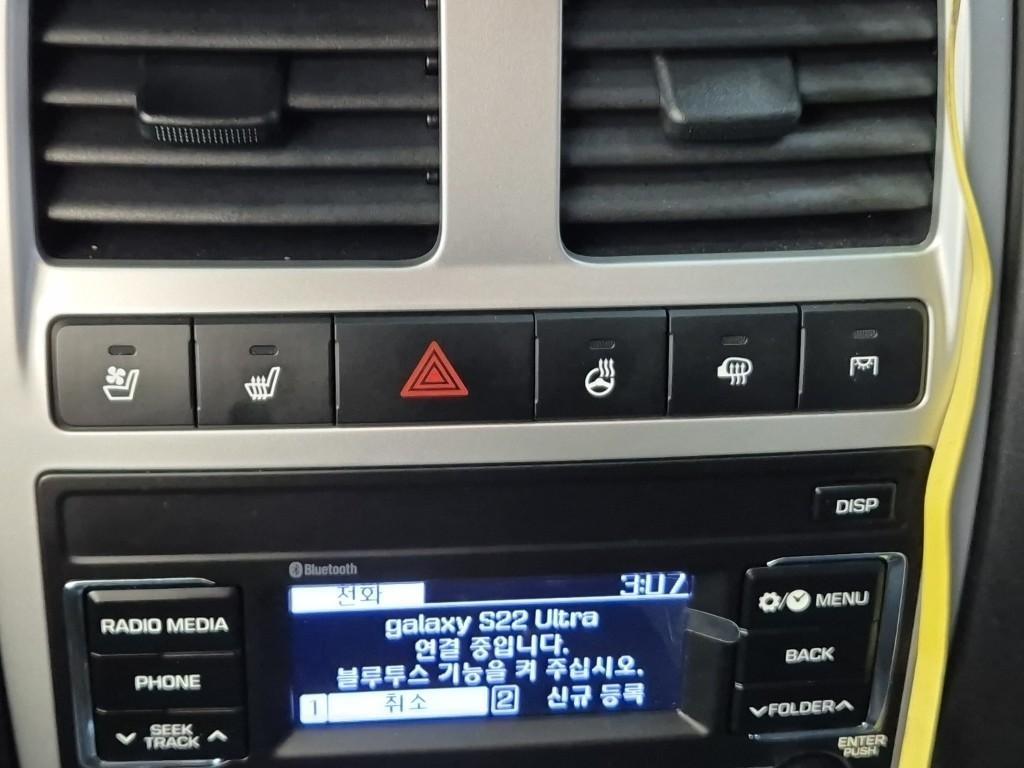 DISP
Bluetooth
전화 3:07
galaxy S22 Ultra
연결 중입니다.
블루투스 기능을 켜 주십시오.
1 취소 2 신규 등록
RADIO MEDIA
PHONE
SEEK
TRACK
MENU
BACK
FOLDER
ENTER
PUSH